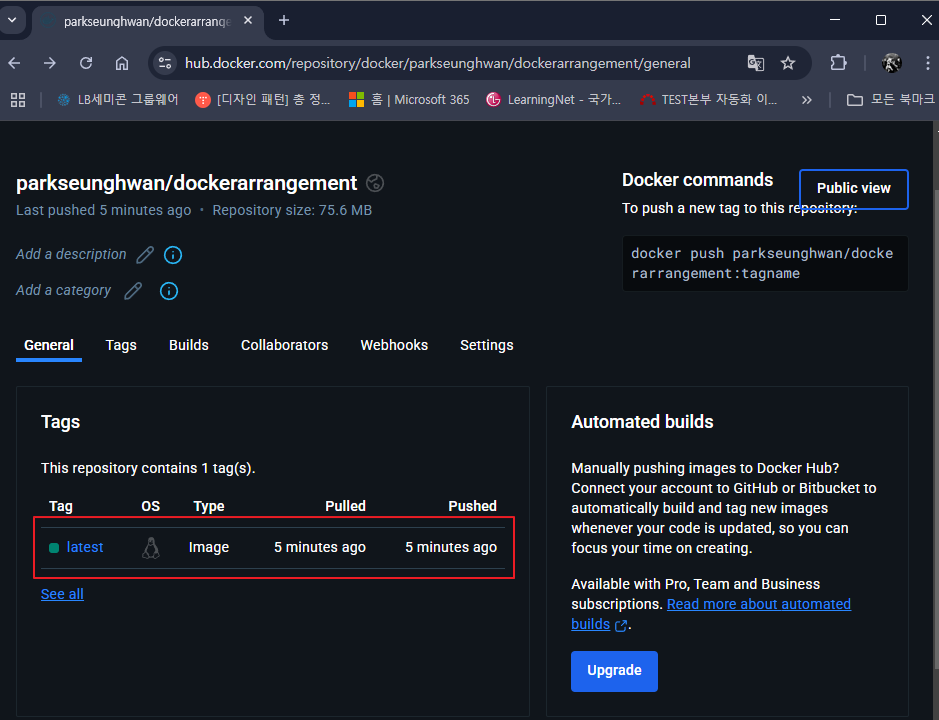 parkseunghwan/dockerarrange
hub.docker.com/repository/docker/parkseunghwan/dockerarrangement/general
LB세미콘 그룹웨어
[디자인 패턴] 총 정...
홈 | Microsoft 365
LearningNet - 국가...
TEST본부 자동화 이...
모든 북마크
parkseunghwan/dockerarrangement
Last pushed 5 minutes ago • Repository size: 75.6 MB
Add a description
Add a category
Docker commands
Public view
To push a new tag to this repository:
docker push parkseunghwan/docke
rarrangement:tagname
General
Tags
Builds
Collaborators
Webhooks
Settings
Tags
This repository contains 1 tag(s).
Tag OS Type Pulled Pushed
latest Image 5 minutes ago 5 minutes ago
See all
Automated builds
Manually pushing images to Docker Hub?
Connect your account to GitHub or Bitbucket to
automatically build and tag new images
whenever your code is updated, so you can
focus your time on creating.
Available with Pro, Team and Business
subscriptions. Read more about automated
builds.
Upgrade